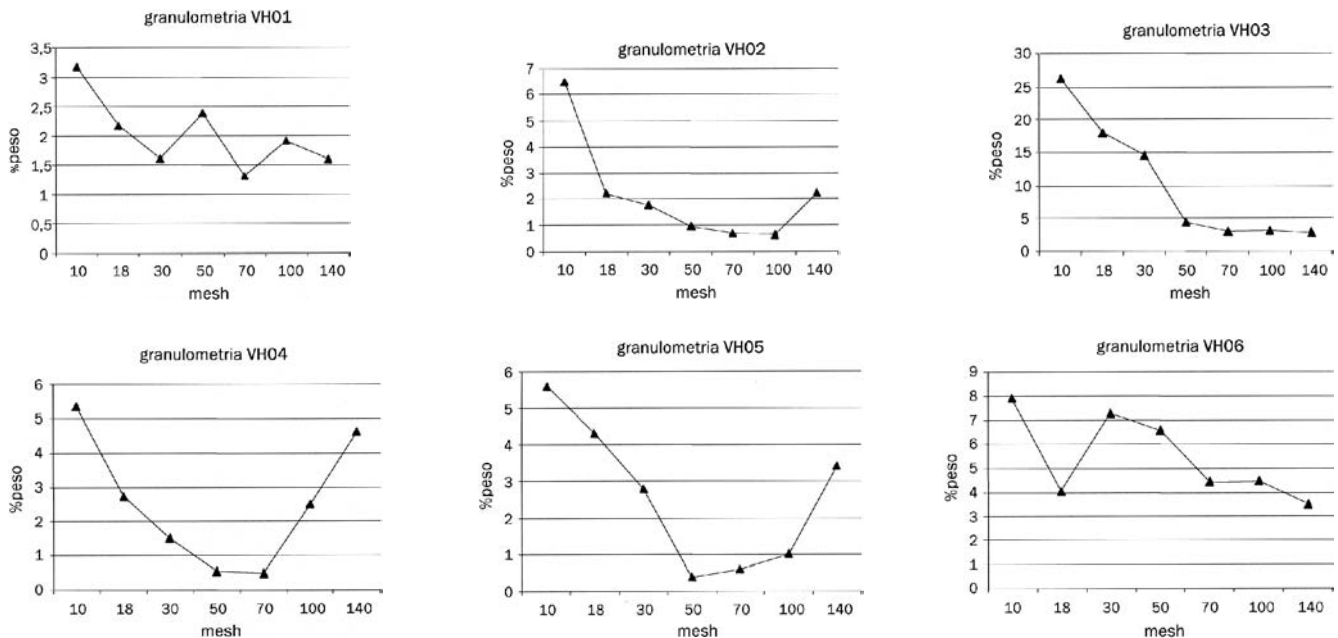 granulometria VH01
3,5
3
2,5
2
1,5
1
0,5
0
%peso
10 18 30 50 70 100 140
mesh
granulometria VH02
7
6
5
4
3
2
1
0
%peso
10 18 30 50 70 100 140
mesh
granulometria VH03
30
25
20
15
10
5
0
%peso
10 18 30 50 70 100 140
mesh
granulometria VH04
6
5
4
3
2
1
0
%peso
10 18 30 50 70 100 140
mesh
granulometria VH05
6
5
4
3
2
1
0
%peso
10 18 30 50 70 100 140
mesh
granulometria VH06
9
8
7
6
5
4
3
2
1
0
%peso
10 18 30 50 70 100 140
mesh